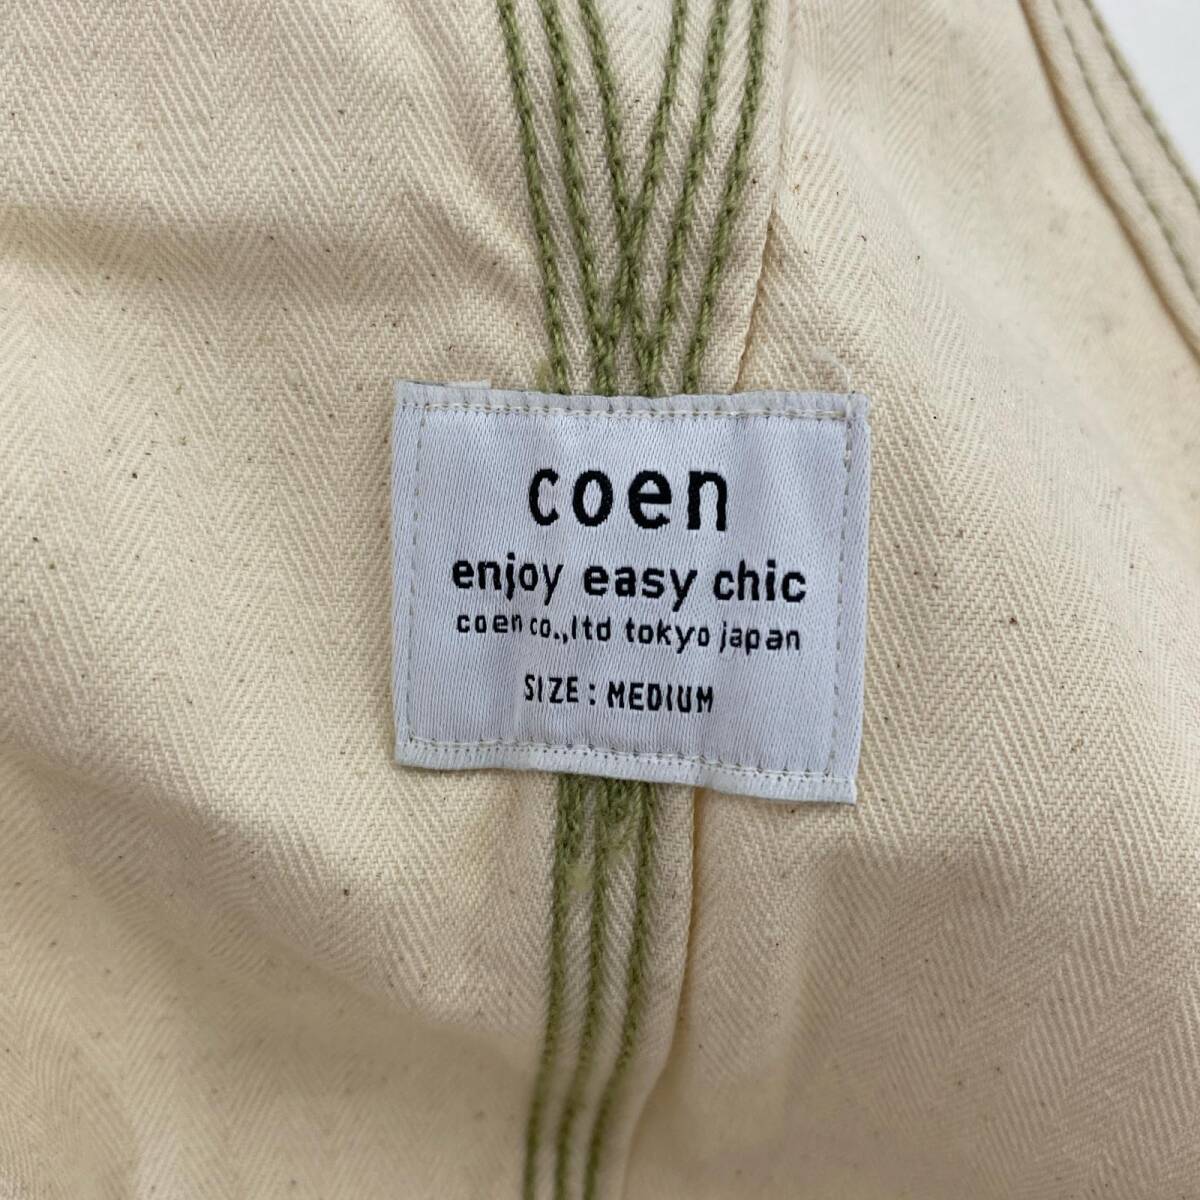 coen
enjoy easy chic
coen co.,ltd tokyo japan
SIZE : MEDIUM